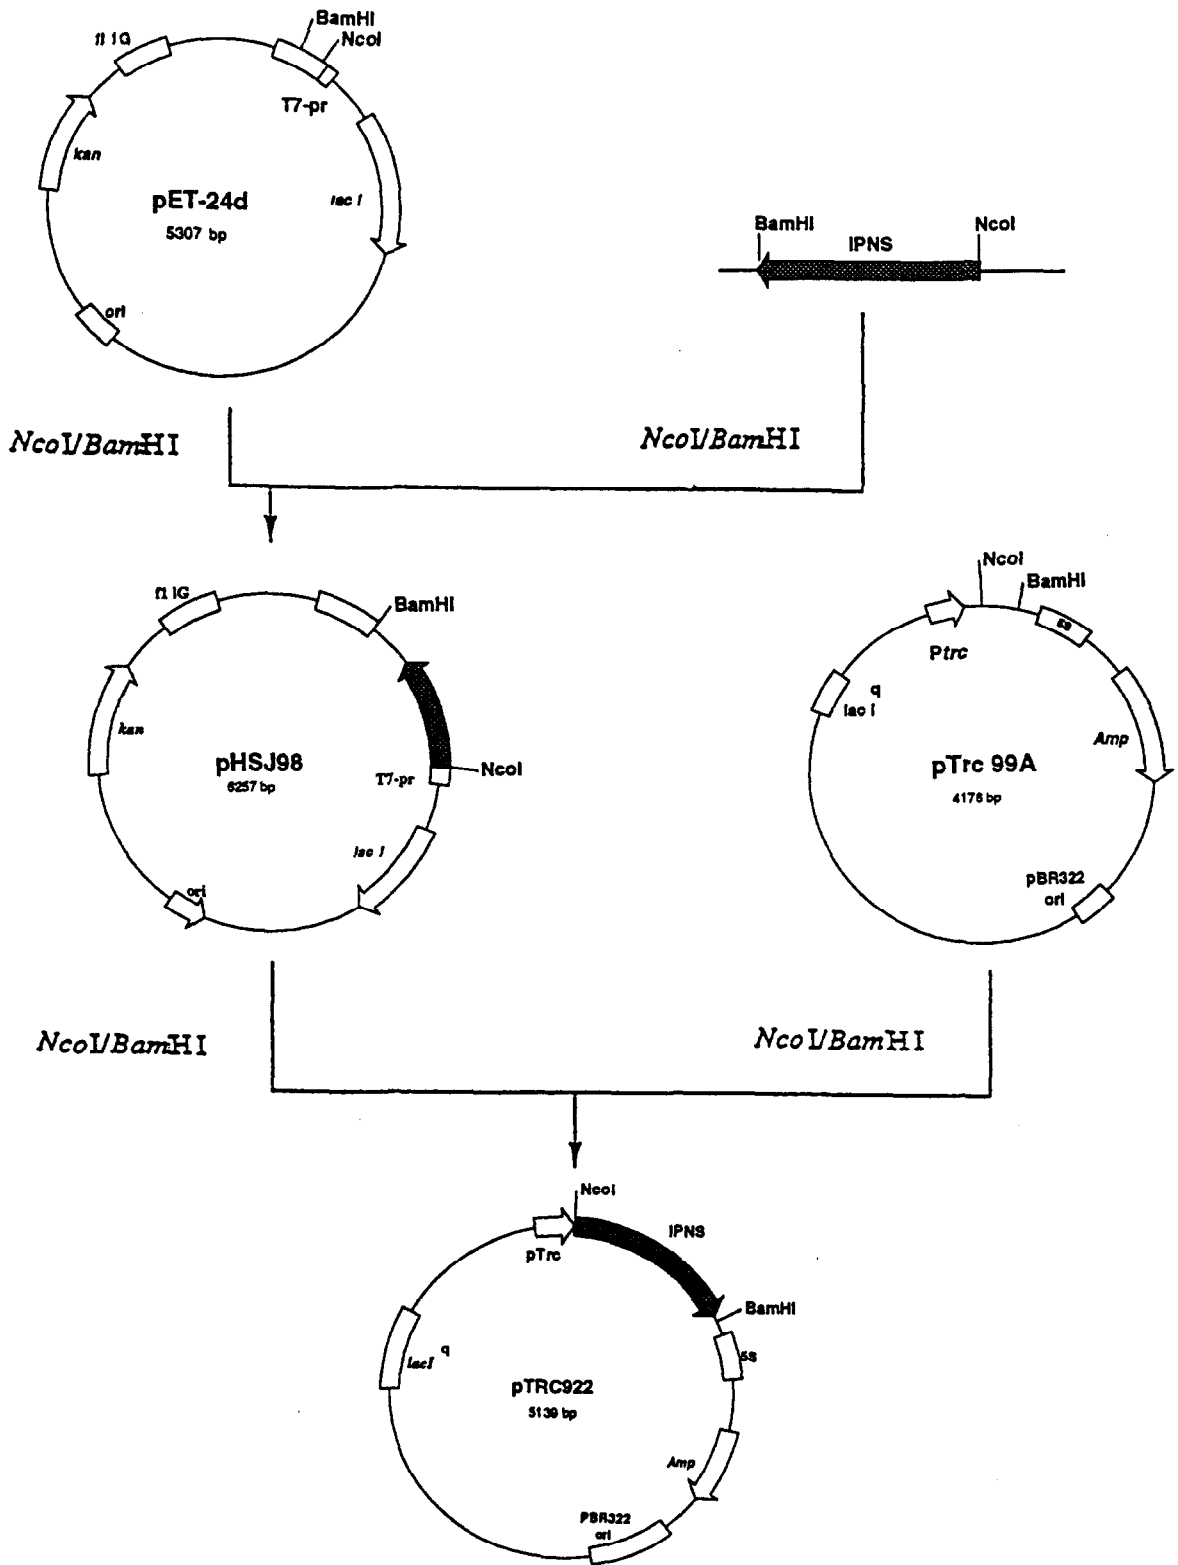 BamHI
NcoI
f1 IG
T7-pr
kan
lac I
pET-24d
5307 bp
ori
BamHI
IPNS
NcoI
NcoI/BamHI
NcoI/BamHI
f1 IG
BamHI
kan
pHSJ98
6257 bp
T7-pr
NcoI
lac I
ori
NcoI
BamHI
5S
Ptrc
lac I q
Amp
pTrc 99A
4176 bp
pBR322
ori
NcoI/BamHI
NcoI/BamHI
NcoI
IPNS
pTrc
BamHI
lacI q
5S
pTRC922
5139 bp
Amp
PBR322
ori